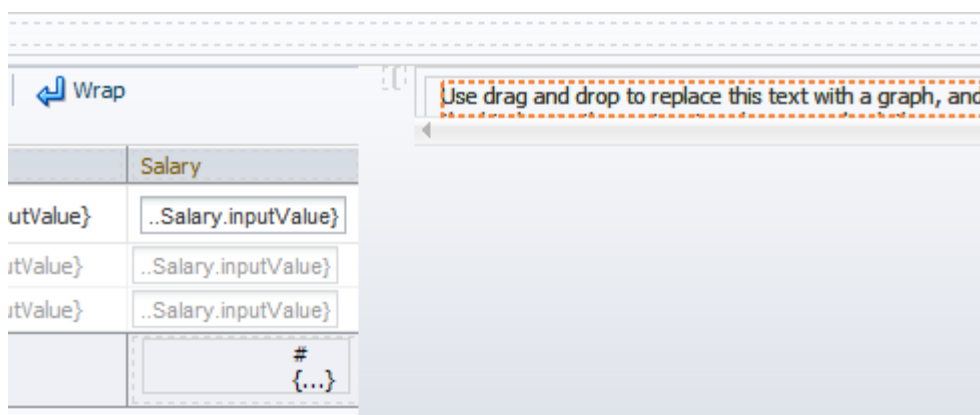 Wrap
Use drag and drop to replace this text with a graph, and
Salary
utValue}
..Salary.inputValue}
utValue}
..Salary.inputValue}
utValue}
..Salary.inputValue}
#
{...}